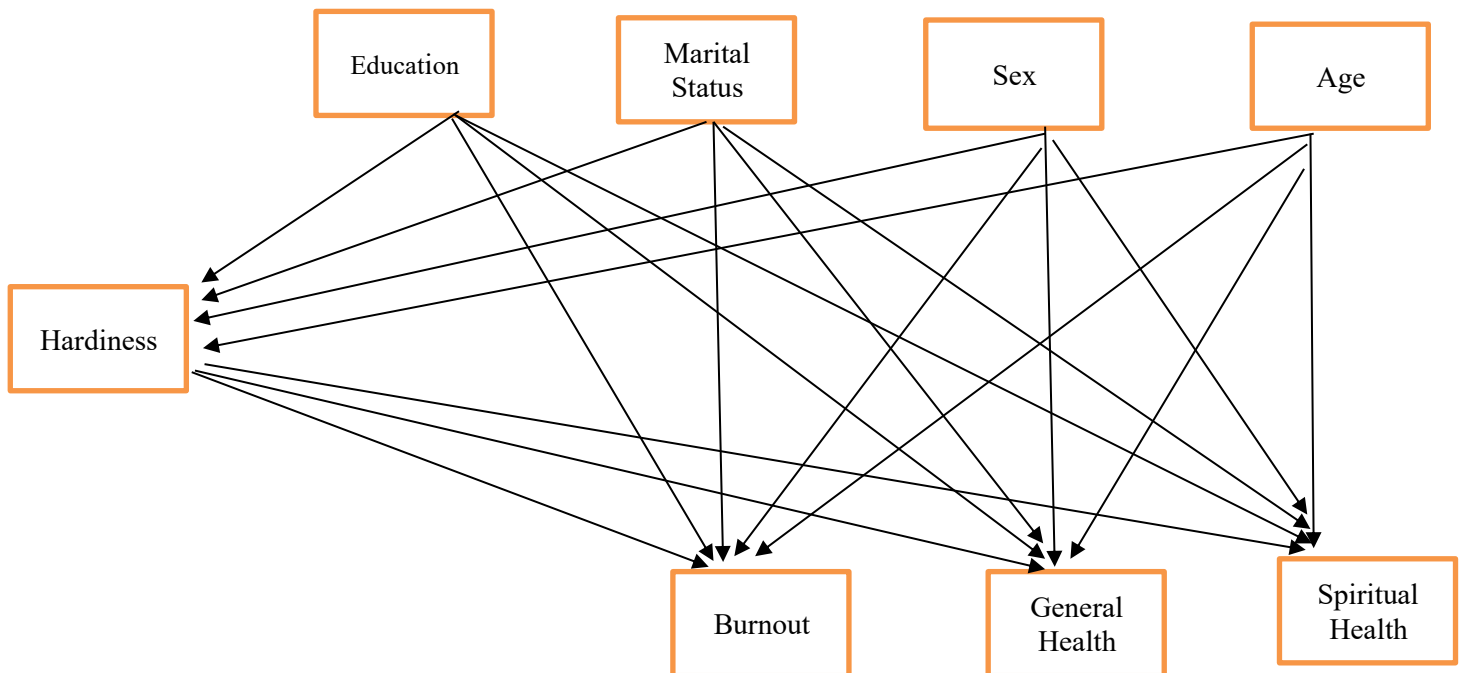 Education
Marital
Status
Sex
Age
Hardiness
Burnout
General
Health
Spiritual
Health